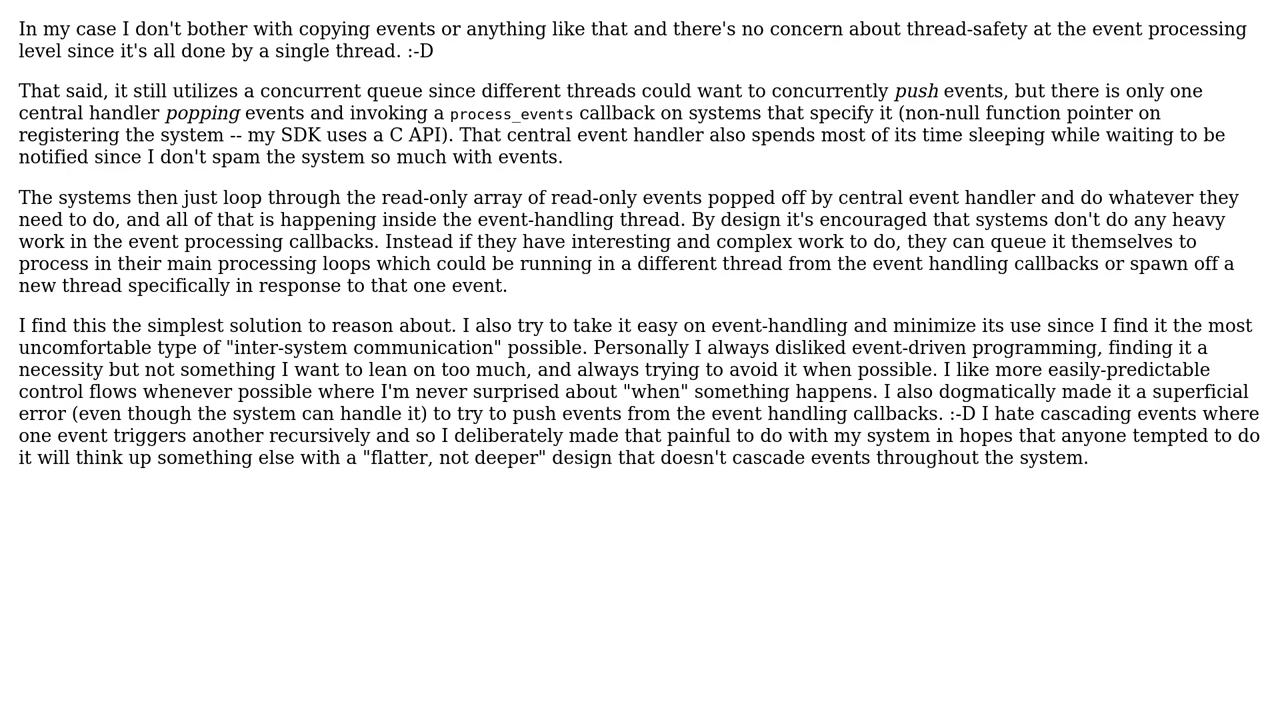 In my case I don't bother with copying events or anything like that and there's no concern about thread-safety at the event processing
level since it's all done by a single thread. :-D
That said, it still utilizes a concurrent queue since different threads could want to concurrently push events, but there is only one
central handler popping events and invoking a process_events callback on systems that specify it (non-null function pointer on
registering the system -- my SDK uses a C API). That central event handler also spends most of its time sleeping while waiting to be
notified since I don't spam the system so much with events.
The systems then just loop through the read-only array of read-only events popped off by central event handler and do whatever they
need to do, and all of that is happening inside the event-handling thread. By design it's encouraged that systems don't do any heavy
work in the event processing callbacks. Instead if they have interesting and complex work to do, they can queue it themselves to
process in their main processing loops which could be running in a different thread from the event handling callbacks or spawn off a
new thread specifically in response to that one event.
I find this the simplest solution to reason about. I also try to take it easy on event-handling and minimize its use since I find it the most
uncomfortable type of "inter-system communication" possible. Personally I always disliked event-driven programming, finding it a
necessity but not something I want to lean on too much, and always trying to avoid it when possible. I like more easily-predictable
control flows whenever possible where I'm never surprised about "when" something happens. I also dogmatically made it a superficial
error (even though the system can handle it) to try to push events from the event handling callbacks. :-D I hate cascading events where
one event triggers another recursively and so I deliberately made that painful to do with my system in hopes that anyone tempted to do
it will think up something else with a "flatter, not deeper" design that doesn't cascade events throughout the system.